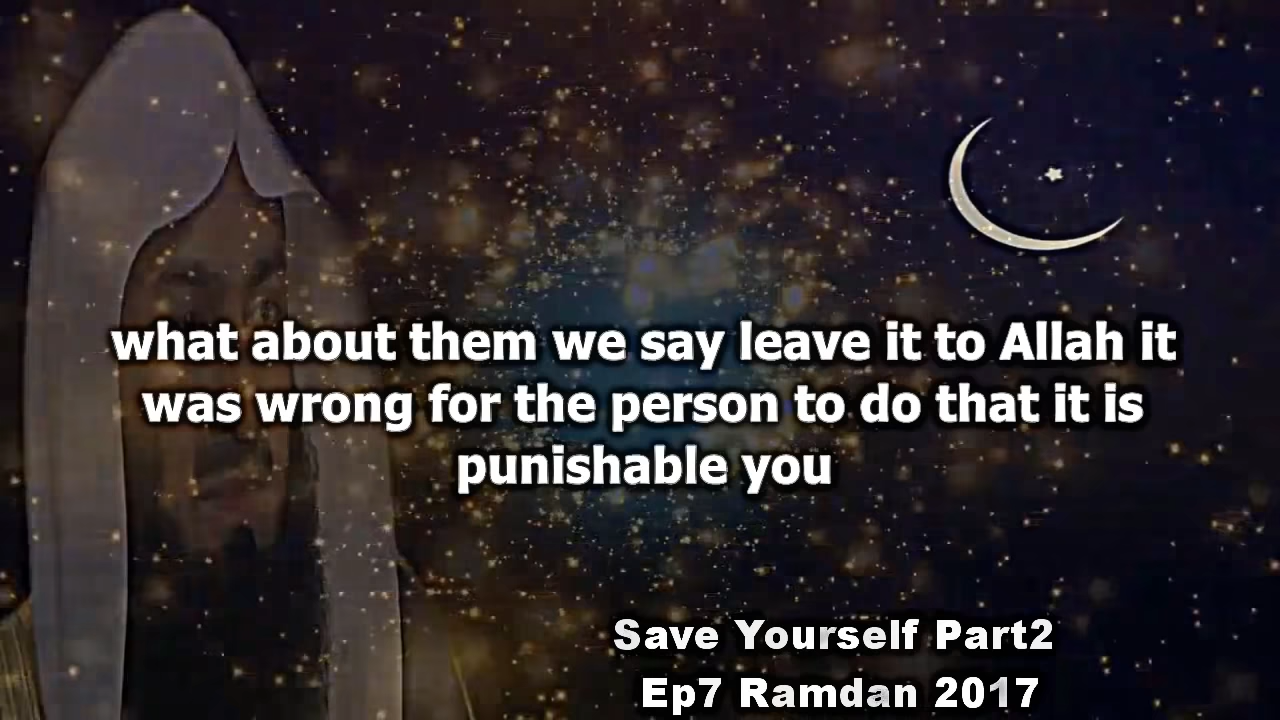 what about them we say leave it to Allah it
was wrong for the person to do that it is
punishable you
Save Yourself Part2
Ep7 Ramdan 2017